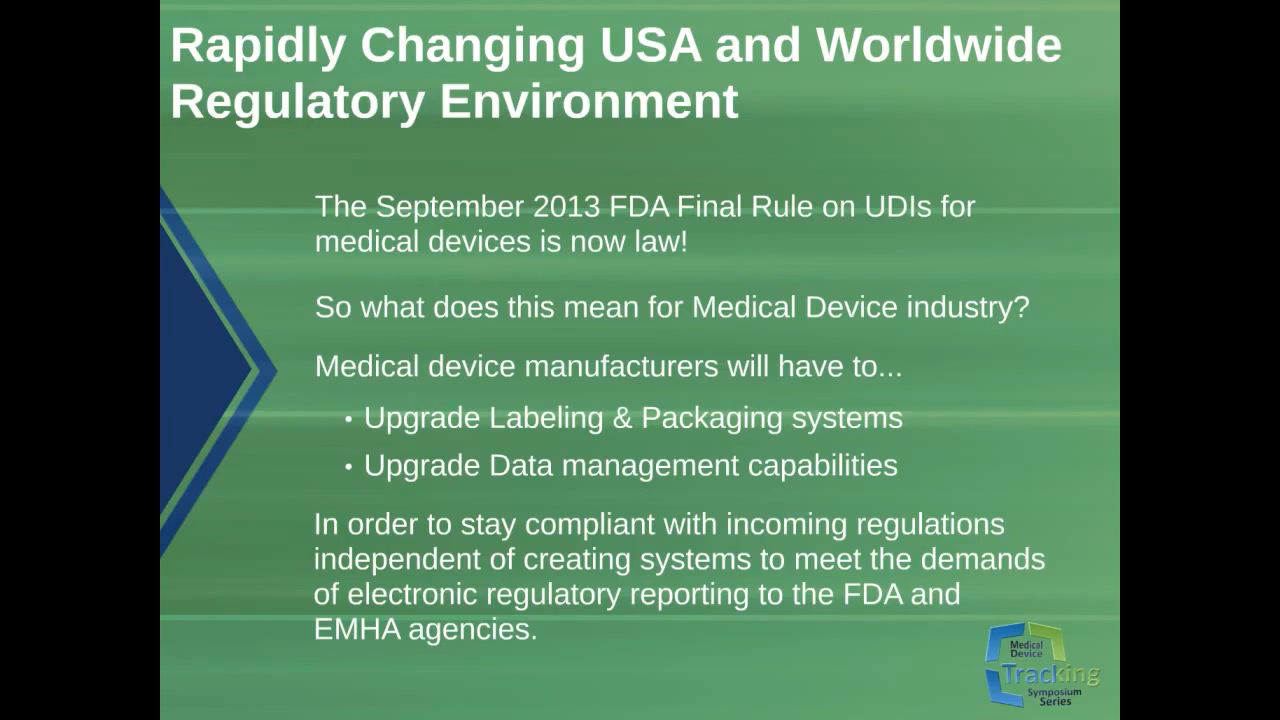 Rapidly Changing USA and Worldwide
Regulatory Environment
The September 2013 FDA Final Rule on UDIs for
medical devices is now law!
So what does this mean for Medical Device industry?
Medical device manufacturers will have to...
• Upgrade Labeling & Packaging systems
• Upgrade Data management capabilities
In order to stay compliant with incoming regulations
independent of creating systems to meet the demands
of electronic regulatory reporting to the FDA and
EMHA agencies.
Medical
Device
Tracking
Symposium
Series